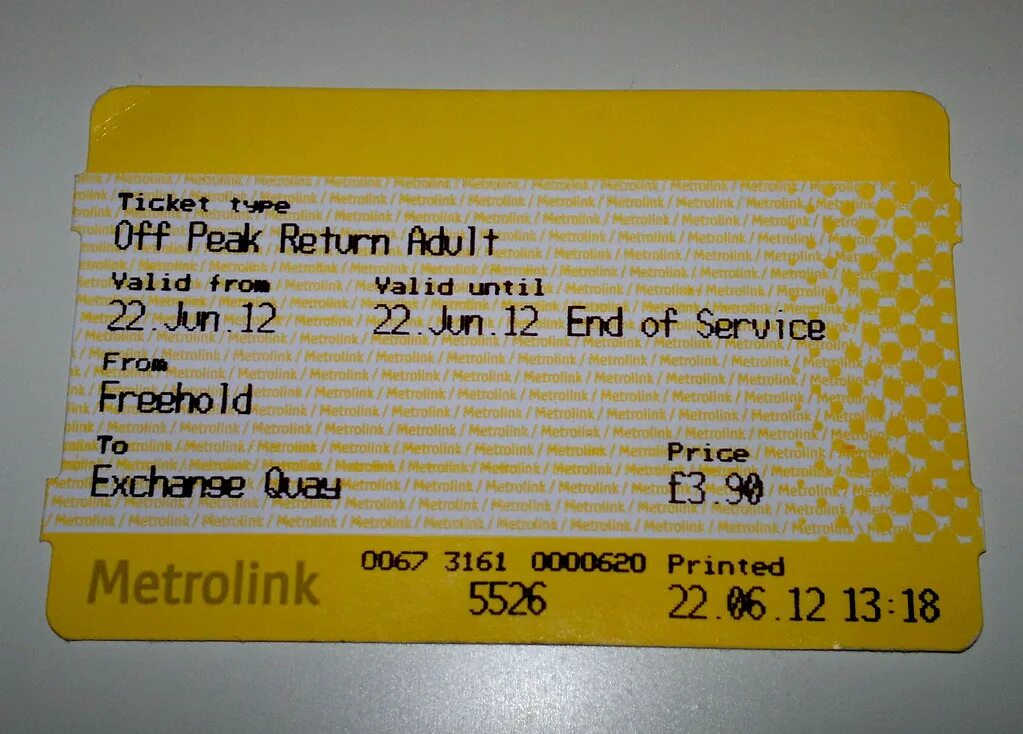 Ticket type
Off Peak Return Adult
Valid from Valid until
22.Jun.12 22.Jun.12 End of Service
From
Freehold
To Price
Exchange Quay £3.90
Metrolink 0067 3161 0000620 Printed
5526 22.06.12 13:18